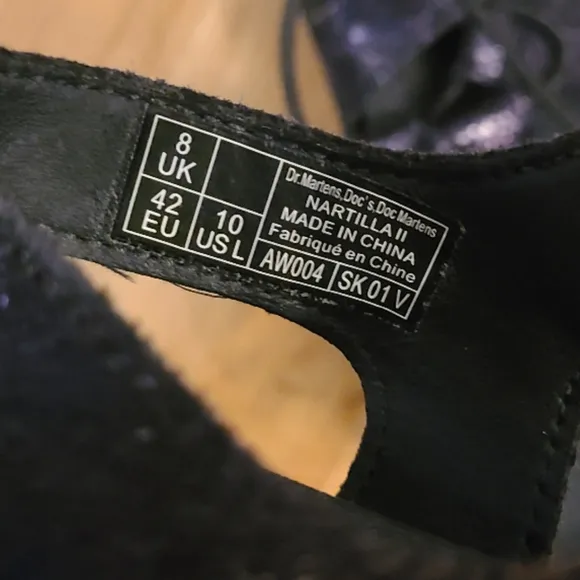 8
UK
42
EU
10
US L
Dr.Martens,Doc's,Doc Martens
NARTILLA II
MADE IN CHINA
Fabriqué en Chine
AW004
SK 01 V